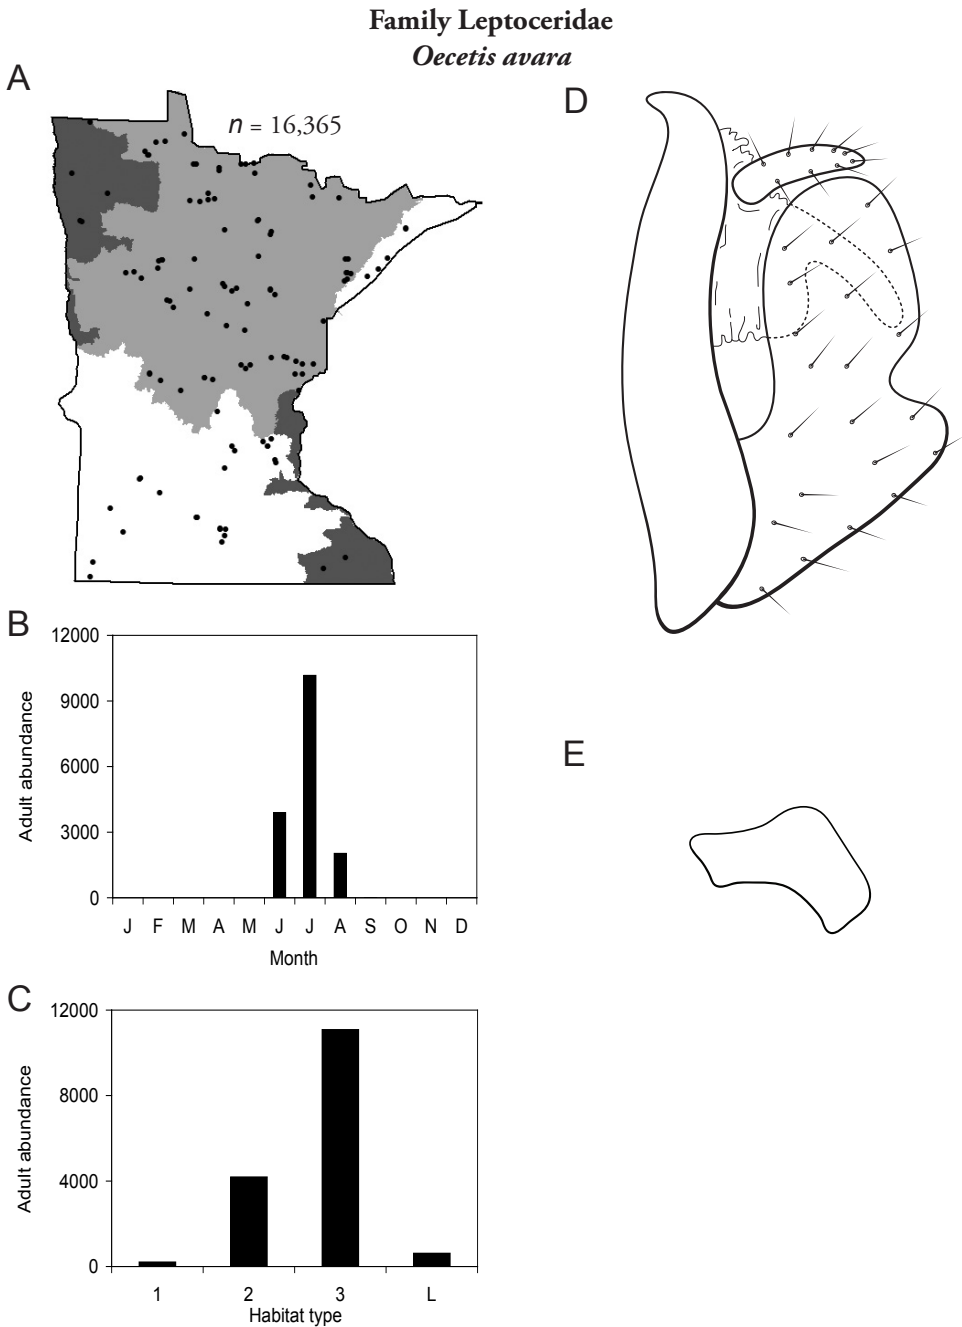 Family Leptoceridae
Oecetis avara
A
n = 16,365
D
B
12000
9000
6000
3000
0
Adult abundance
J F M A M J J A S O N D
Month
E
C
12000
8000
4000
0
Adult abundance
1 2 3 L
Habitat type